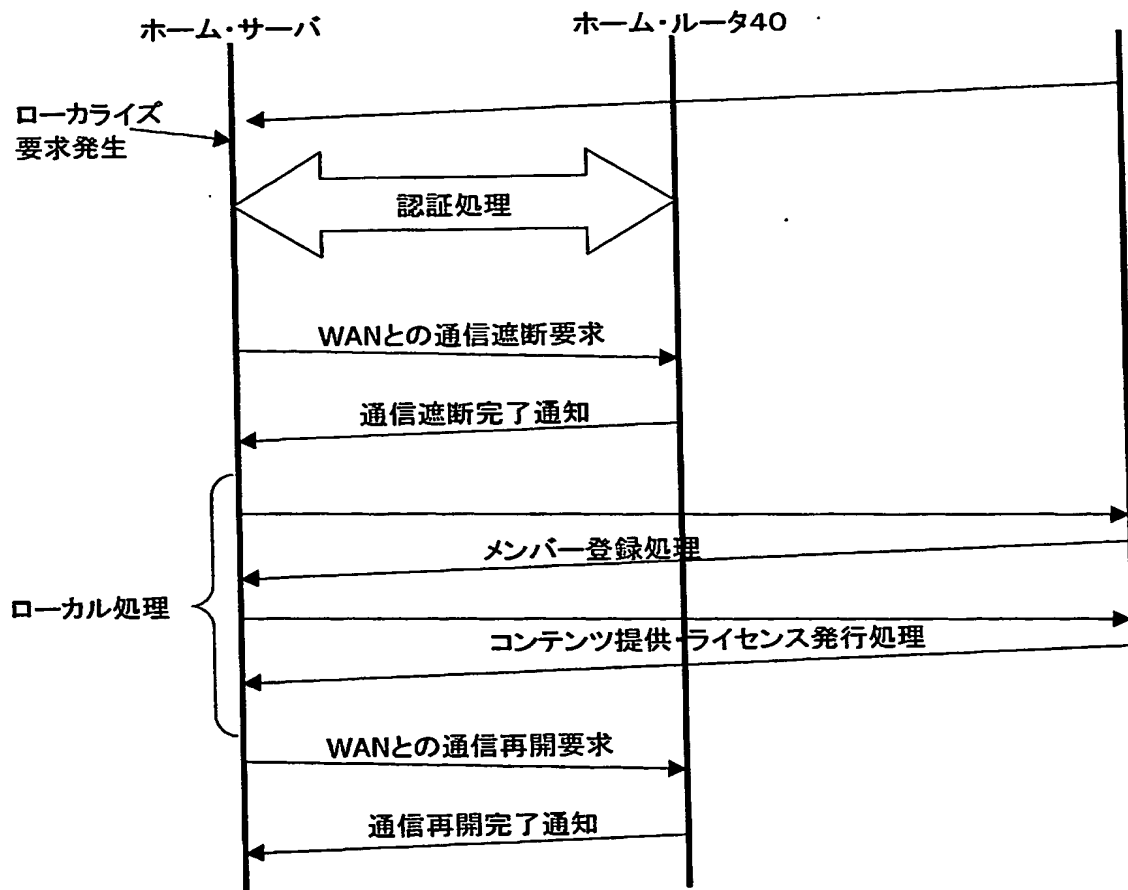 ホーム・サーバ
ホーム・ルータ40
ローカライズ
要求発生
認証処理
WANとの通信遮断要求
通信遮断完了通知
メンバー登録処理
ローカル処理
コンテンツ提供・ライセンス発行処理
WANとの通信再開要求
通信再開完了通知